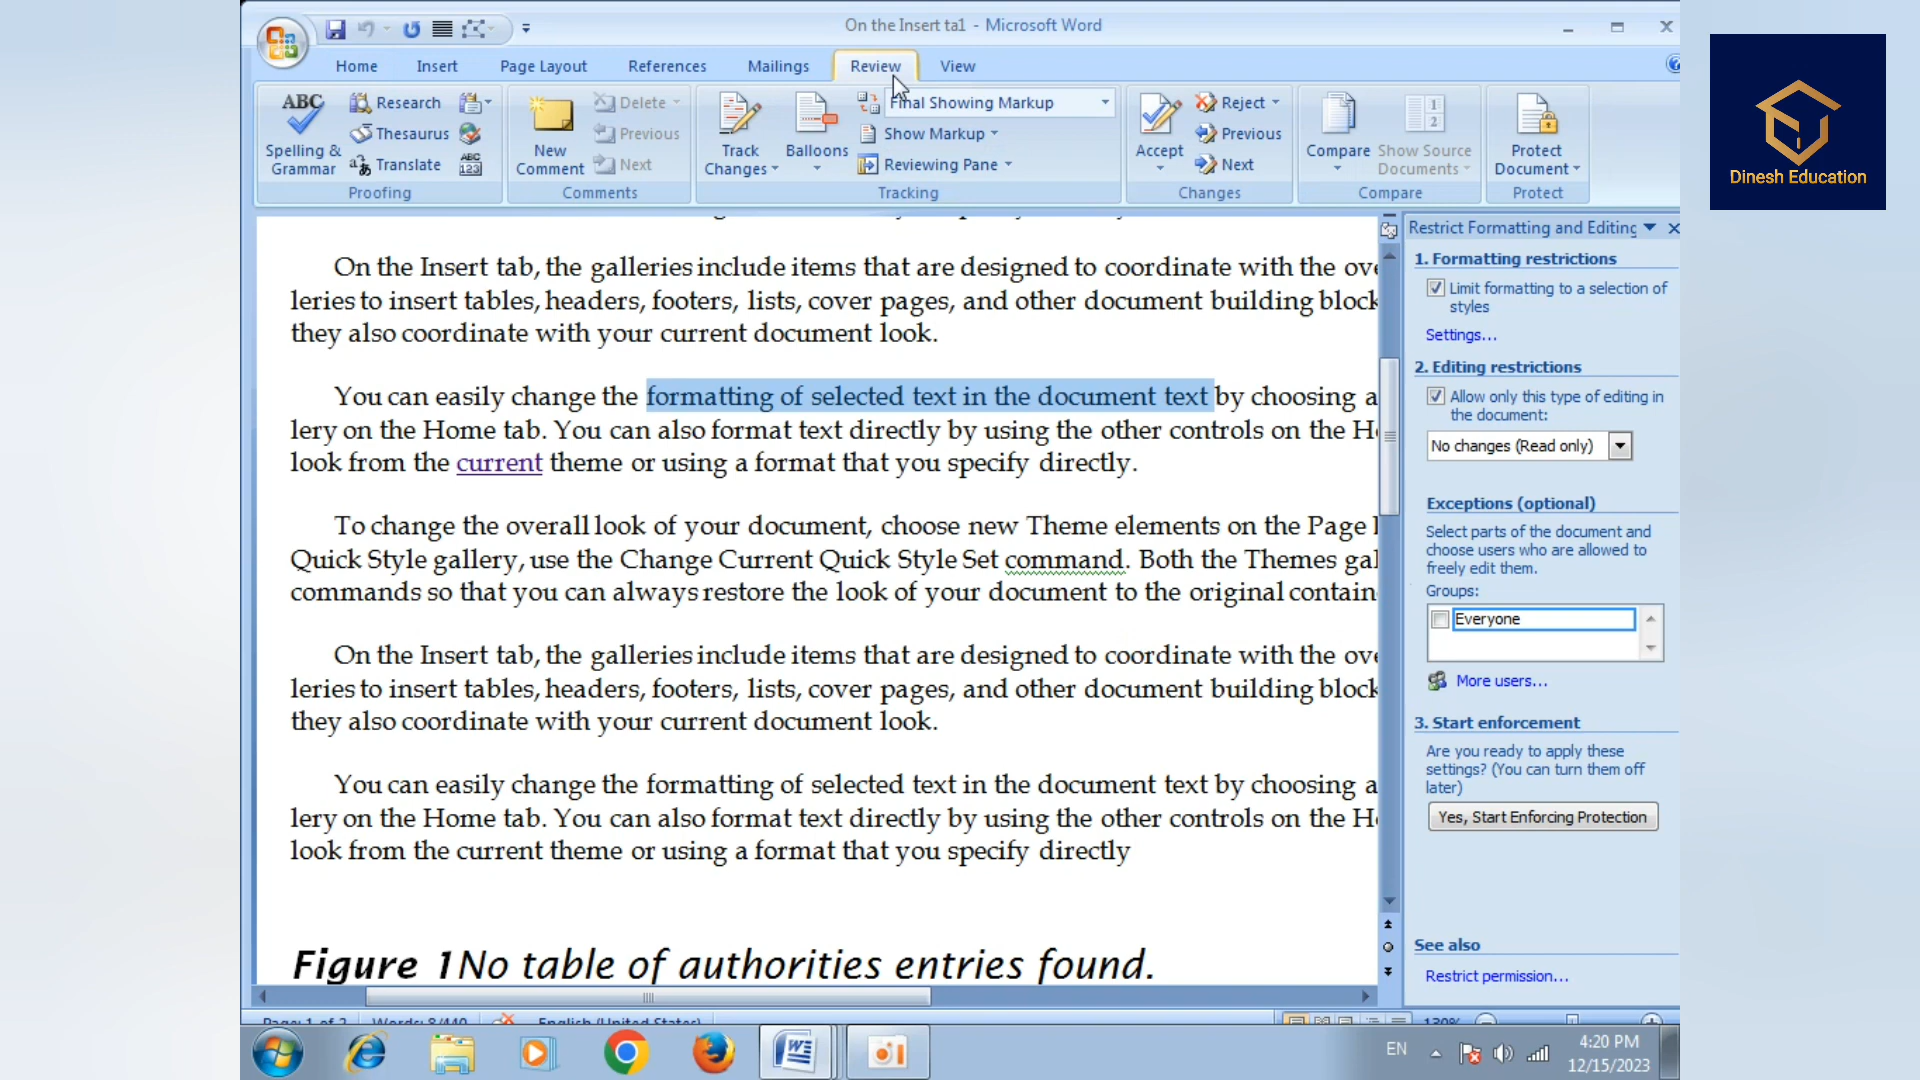 On the Insert ta1 - Microsoft Word
Home Insert Page Layout References Mailings Review View
ABC Spelling & Grammar
Research
Thesaurus
Translate
ABC 123
Proofing
New Comment
Delete
Previous
Next
Comments
Track Changes
Balloons
Final Showing Markup
Show Markup
Reviewing Pane
Tracking
Accept
Reject
Previous
Next
Changes
Compare
1
2
Show Source Documents
Compare
Protect Document
Protect
Dinesh Education
On the Insert tab, the galleries include items that are designed to coordinate with the
leries to insert tables, headers, footers, lists, cover pages, and other document building
they also coordinate with your current document look.
You can easily change the formatting of selected text in the document text by choosing a
lery on the Home tab. You can also format text directly by using the other controls on the
look from the current theme or using a format that you specify directly.
To change the overall look of your document, choose new Theme elements on the Page
Quick Style gallery, use the Change Current Quick Style Set command. Both the Themes
commands so that you can always restore the look of your document to the original
On the Insert tab, the galleries include items that are designed to coordinate with the
leries to insert tables, headers, footers, lists, cover pages, and other document building
they also coordinate with your current document look.
You can easily change the formatting of selected text in the document text by choosing a
lery on the Home tab. You can also format text directly by using the other controls on the
look from the current theme or using a format that you specify directly
Figure 1No table of authorities entries found.
Restrict Formatting and Editing
1. Formatting restrictions
Limit formatting to a selection of
styles
Settings...
2. Editing restrictions
Allow only this type of editing in
the document:
No changes (Read only)
Exceptions (optional)
Select parts of the document and
choose users who are allowed to
freely edit them.
Groups:
Everyone
More users...
3. Start enforcement
Are you ready to apply these
settings? (You can turn them off
later)
Yes, Start Enforcing Protection
See also
Restrict permission...
Page: 1 of 2 Words: 8/440 English (United States) 130%
EN
4:20 PM
12/15/2023